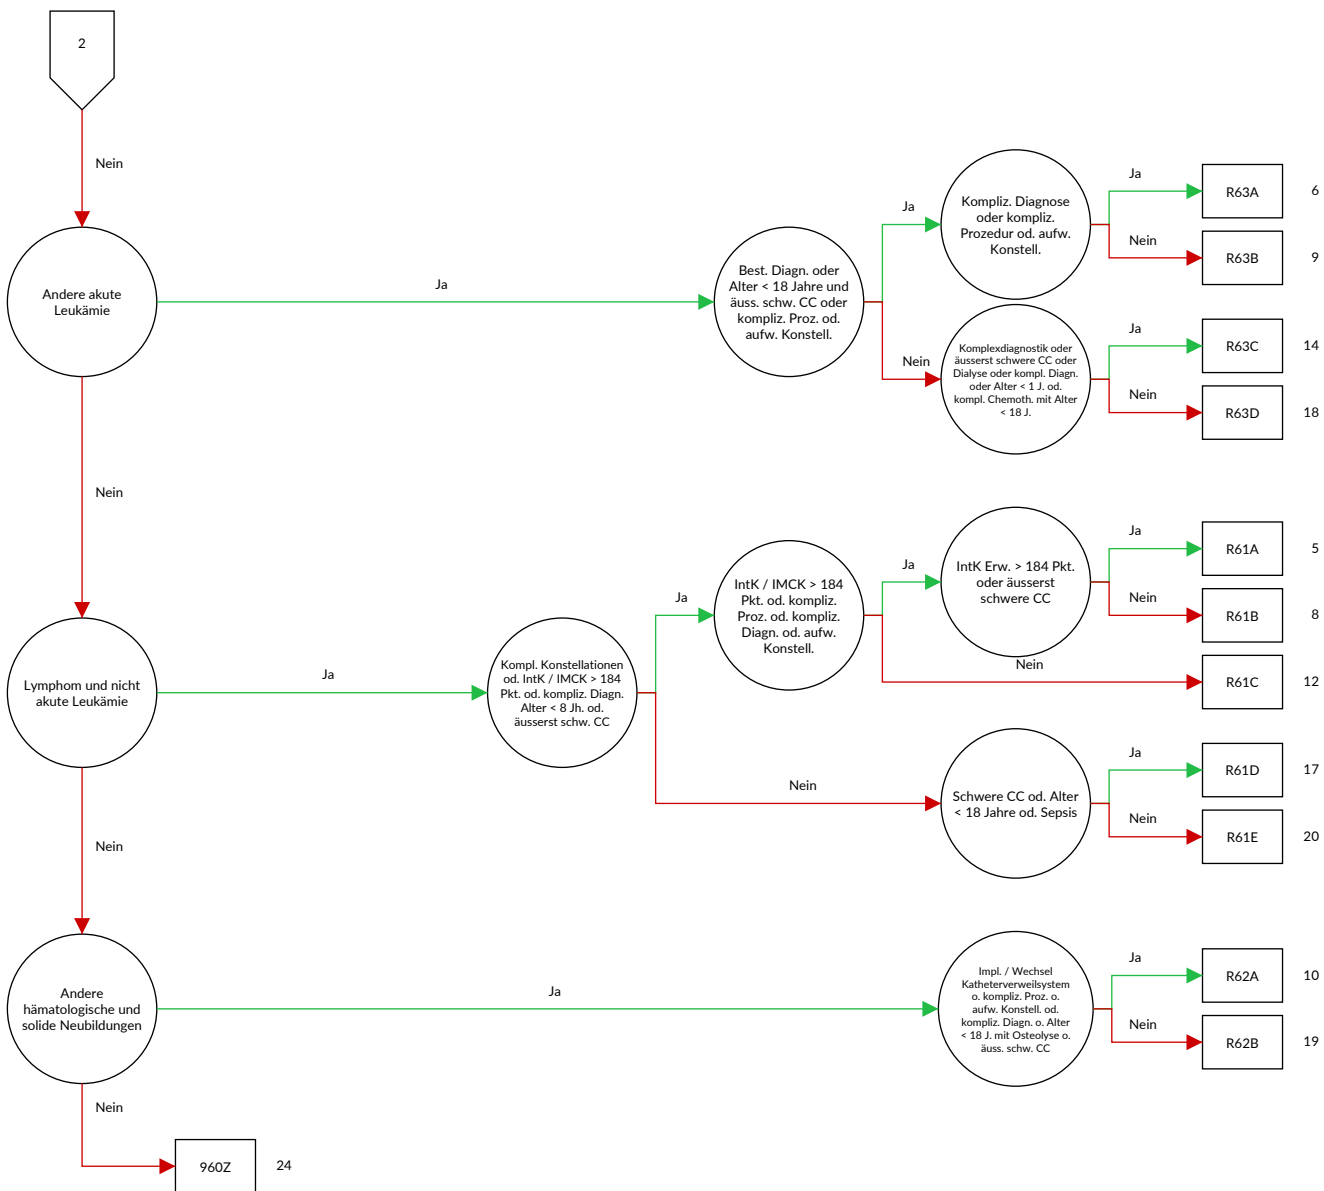 2
Nein
Andere akute
Leukämie
Ja
Best. Diagn. oder
Alter < 18 Jahre und
äuss. schw. CC oder
kompliz. Proz. od.
aufw. Konstell.
Ja
Kompliz. Diagnose
oder kompliz.
Prozedur od. aufw.
Konstell.
Ja
R63A
6
Nein
R63B
9
Nein
Komplexdiagnostik oder
äusserst schwere CC oder
Dialyse oder kompl. Diagn.
oder Alter < 1 J. od.
kompl. Chemoth. mit Alter
< 18 J.
Ja
R63C
14
Nein
R63D
18
Nein
Lymphom und nicht
akute Leukämie
Ja
Kompl. Konstellationen
od. IntK / IMCK > 184
Pkt. od. kompliz. Diagn.
Alter < 8 Jh. od.
äusserst schw. CC
Ja
IntK / IMCK > 184
Pkt. od. kompliz.
Proz. od. kompliz.
Diagn. od. aufw.
Konstell.
Ja
IntK Erw. > 184 Pkt.
oder äusserst
schwere CC
Ja
R61A
5
Nein
R61B
8
Nein
R61C
12
Nein
Schwere CC od. Alter
< 18 Jahre od. Sepsis
Ja
R61D
17
Nein
R61E
20
Nein
Andere
hämatologische und
solide Neubildungen
Ja
Impl. / Wechsel
Katheterverweilsystem
o. kompliz. Proz. o.
aufw. Konstell. od.
kompliz. Diagn. o. Alter
< 18 J. mit Osteolyse o.
äuss. schw. CC
Ja
R62A
10
Nein
R62B
19
Nein
960Z
24